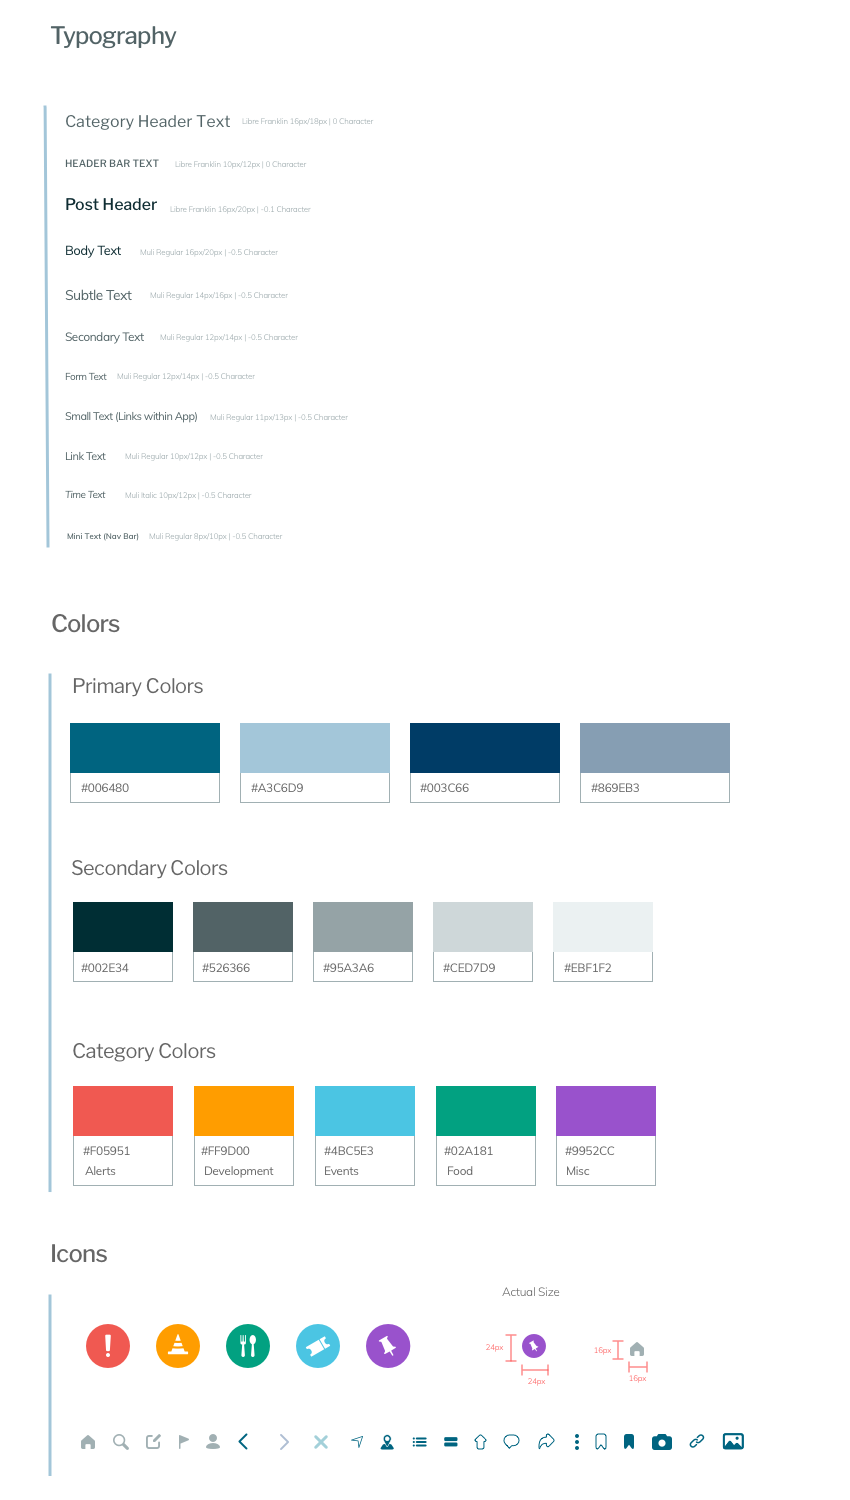 Typography
Category Header Text Libre Franklin 16px/18px | 0 Character
HEADER BAR TEXT Libre Franklin 10px/12px | 0 Character
Post Header Libre Franklin 16px/20px | -0.1 Character
Body Text Muli Regular 16px/20px | -0.5 Character
Subtle Text Muli Regular 14px/16px | -0.5 Character
Secondary Text Muli Regular 12px/14px | -0.5 Character
Form Text Muli Regular 12px/14px | -0.5 Character
Small Text (Links within App) Muli Regular 11px/13px | -0.5 Character
Link Text Muli Regular 10px/12px | -0.5 Character
Time Text Muli Italic 10px/12px | -0.5 Character
Mini Text (Nav Bar) Muli Regular 8px/10px | -0.5 Character
Colors
Primary Colors
#006480 #A3C6D9 #003C66 #869EB3
Secondary Colors
#002E34 #526366 #95A3A6 #CED7D9 #EBF1F2
Category Colors
#F05951 #FF9D00 #4BC5E3 #02A181 #9952CC
Alerts Development Events Food Misc
Icons
Actual Size
24px 16px
24px 16px